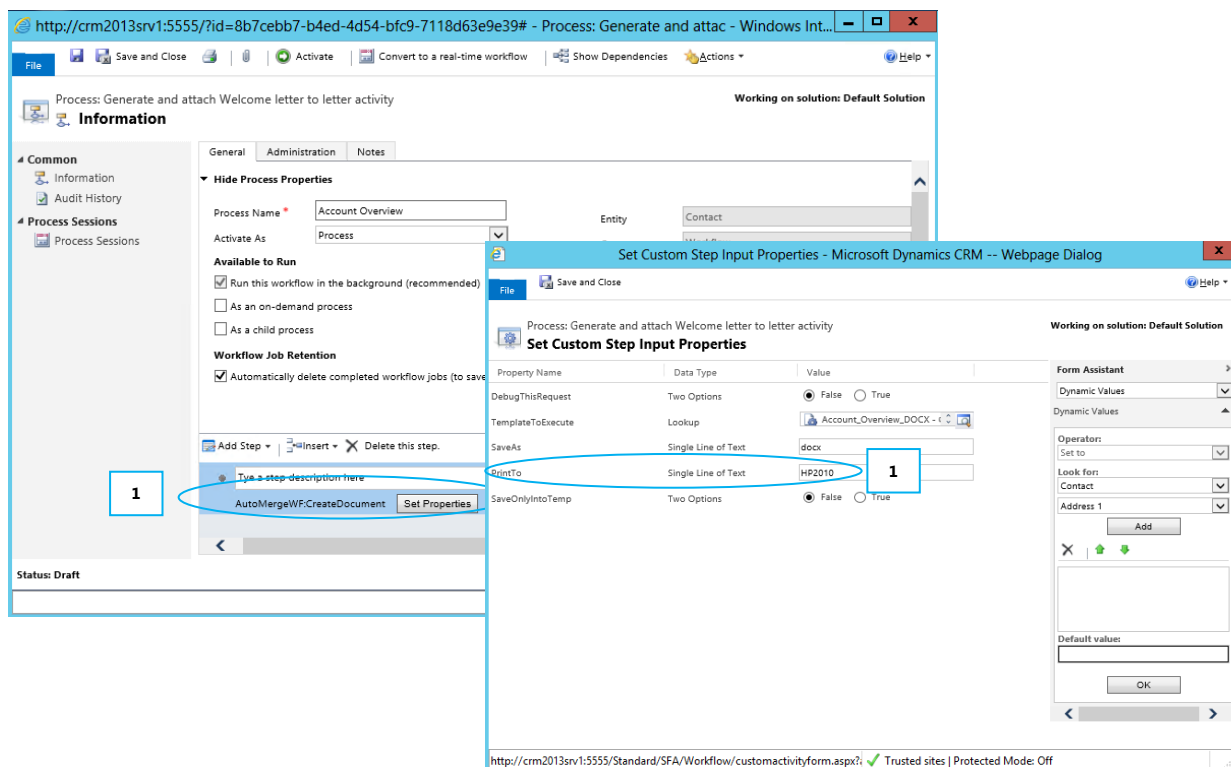 http://crm2013srv1:5555/?id=8b7cebb7-b4ed-4d54-bfc9-7118d63e9e39# - Process: Generate and attac - Windows Int...
File
Save and Close
Activate
Convert to a real-time workflow
Show Dependencies
Actions
Help
Process: Generate and attach Welcome letter to letter activity
Information
Working on solution: Default Solution
Common
Information
Audit History
Process Sessions
Process Sessions
General Administration Notes
Hide Process Properties
Process Name * Account Overview
Entity Contact
Activate As Process
Available to Run
Run this workflow in the background (recommended)
As an on-demand process
As a child process
Workflow Job Retention
Automatically delete completed workflow jobs (to save
Add Step Insert Delete this step.
Tye a step description here
AutoMergeWF:CreateDocument Set Properties
1
Status: Draft
Set Custom Step Input Properties - Microsoft Dynamics CRM -- Webpage Dialog
File
Save and Close
Help
Process: Generate and attach Welcome letter to letter activity
Set Custom Step Input Properties
Working on solution: Default Solution
Property Name Data Type Value
DebugThisRequest Two Options False True
TemplateToExecute Lookup Account_Overview_DOCX -
SaveAs Single Line of Text docx
PrintTo Single Line of Text HP2010
1
SaveOnlyIntoTemp Two Options False True
Form Assistant
Dynamic Values
Dynamic Values
Operator:
Set to
Look for:
Contact
Address 1
Add
Default value:
OK
http://crm2013srv1:5555/Standard/SFA/Workflow/customactivityform.aspx?
Trusted sites | Protected Mode: Off